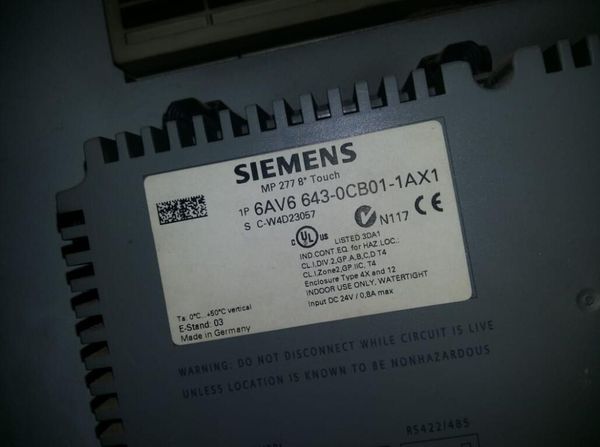 SIEMENS
MP 277 8" Touch
1P 6AV6 643-0CB01-1AX1
S C-W4D23057
N117 CE
C UL US LISTED 3DA1
IND.CONT.EQ. for HAZ.LOC.:
CL.I,DIV.2,GP.A,B,C,D T4
CL.I,Zone2,GP.IIC, T4
Enclosure Type 4X and 12
INDOOR USE ONLY, WATERTIGHT
Input DC 24V / 0,8A max
Ta: 0°C...+50°C vertical
E-Stand: 03
Made in Germany
WARNING: DO NOT DISCONNECT WHILE CIRCUIT IS LIVE
UNLESS LOCATION IS KNOWN TO BE NONHAZARDOUS
RS422/485